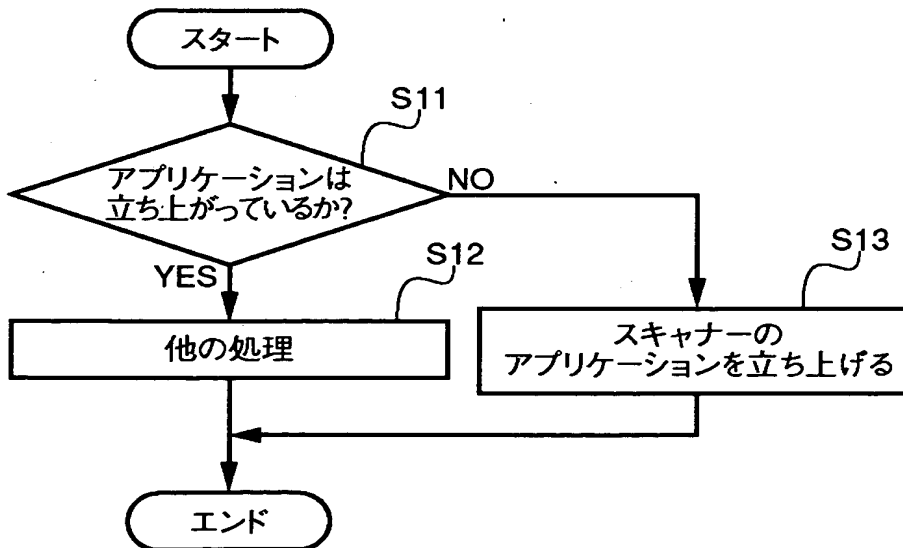 スタート
S11
アプリケーションは
立ち上がっているか?
NO
YES
S12
他の処理
S13
スキャナーの
アプリケーションを立ち上げる
エンド